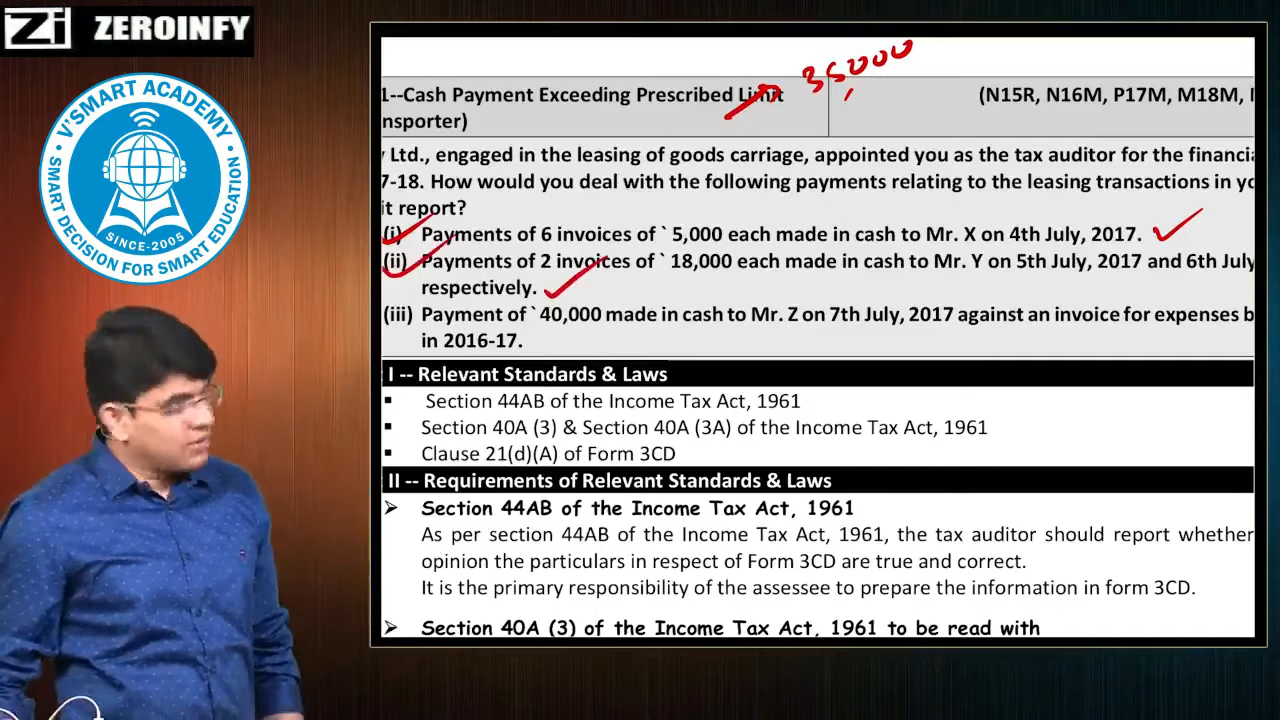 Zi ZEROINFY
V'SMART ACADEMY
SINCE-2005
SMART DECISION FOR SMART EDUCATION
35,000
1--Cash Payment Exceeding Prescribed Limit (N15R, N16M, P17M, M18M,
nsporter)
Ltd., engaged in the leasing of goods carriage, appointed you as the tax auditor for the financi
7-18. How would you deal with the following payments relating to the leasing transactions in yo
it report?
(i) Payments of 6 invoices of ` 5,000 each made in cash to Mr. X on 4th July, 2017.
(ii) Payments of 2 invoices of ` 18,000 each made in cash to Mr. Y on 5th July, 2017 and 6th July
respectively.
(iii) Payment of ` 40,000 made in cash to Mr. Z on 7th July, 2017 against an invoice for expenses b
in 2016-17.
I -- Relevant Standards & Laws
▪ Section 44AB of the Income Tax Act, 1961
▪ Section 40A (3) & Section 40A (3A) of the Income Tax Act, 1961
▪ Clause 21(d)(A) of Form 3CD
II -- Requirements of Relevant Standards & Laws
➢ Section 44AB of the Income Tax Act, 1961
As per section 44AB of the Income Tax Act, 1961, the tax auditor should report whether
opinion the particulars in respect of Form 3CD are true and correct.
It is the primary responsibility of the assessee to prepare the information in form 3CD.
➢ Section 40A (3) of the Income Tax Act, 1961 to be read with